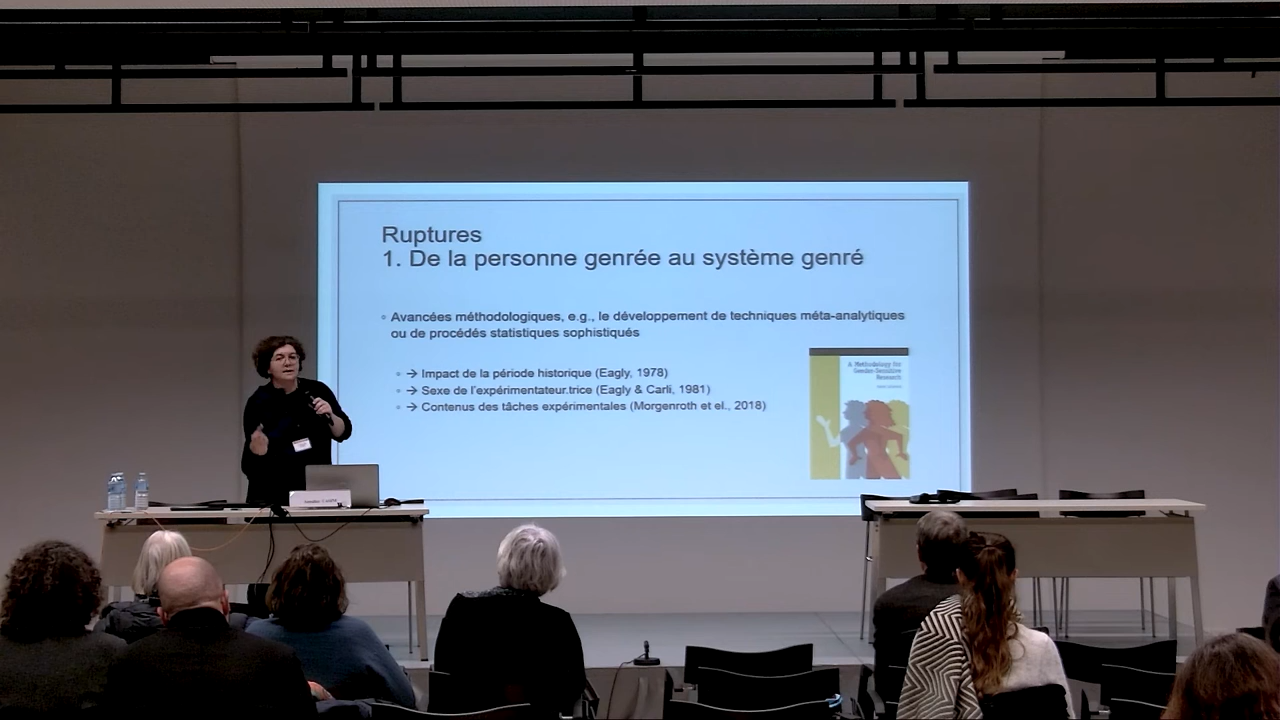 Ruptures
1. De la personne genrée au système genré
Avancées méthodologiques, e.g., le développement de techniques méta-analytiques
ou de procédés statistiques sophistiqués
→ Impact de la période historique (Eagly, 1978)
→ Sexe de l'expérimentateur.trice (Eagly & Carli, 1981)
→ Contenus des tâches expérimentales (Morgenroth et el., 2018)
A Methodology for
Gender-Sensitive
Research